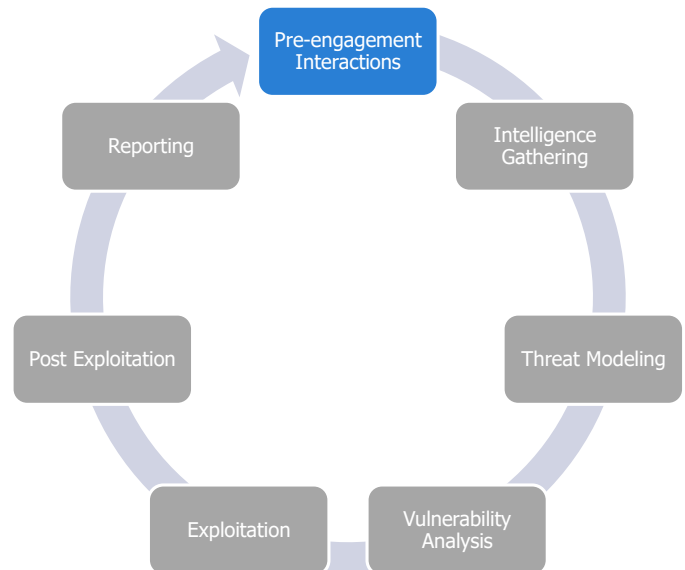 Pre-engagement
Interactions
Intelligence
Gathering
Threat Modeling
Vulnerability
Analysis
Exploitation
Post Exploitation
Reporting